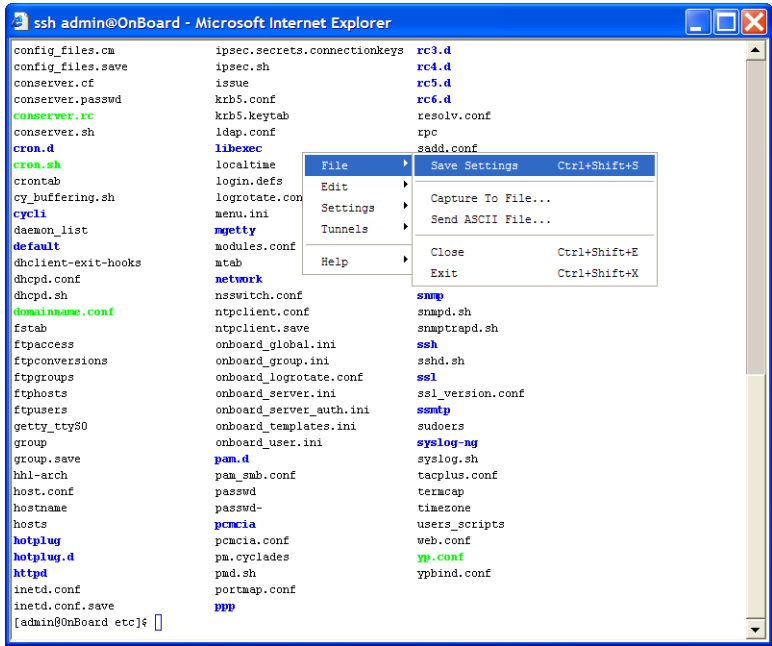 ssh admin@OnBoard - Microsoft Internet Explorer
config_files.cm ipsec.secrets.connectionkeys rc3.d
config_files.save ipsec.sh rc4.d
conserver.cf issue rc5.d
conserver.passwd krb5.conf rc6.d
conserver.rc krb5.keytab resolv.conf
conserver.sh ldap.conf rpc
cron.d libexec sadd.conf
cron.sh localtime
crontab login.defs
cy_buffering.sh logrotate.con
cycli menu.ini
daemon_list mgetty
default modules.conf
dhclient-exit-hooks mtab
dhcpd.conf network
dhcpd.sh nsswitch.conf snmp
domainname.conf ntpclient.conf snmpd.sh
fstab ntpclient.save snmptrapd.sh
ftpaccess onboard_global.ini ssh
ftpconversions onboard_group.ini sshd.sh
ftpgroups onboard_logrotate.conf ssl
ftphosts onboard_server.ini ssl_version.conf
ftpusers onboard_server_auth.ini ssmtp
getty_ttyS0 onboard_templates.ini sudoers
group onboard_user.ini syslog-ng
group.save pam.d syslog.sh
hhl-arch pam_smb.conf tacplus.conf
host.conf passwd termcap
hostname passwd- timezone
hosts pcmcia users_scripts
hotplug pcmcia.conf web.conf
hotplug.d pm.cyclades yp.conf
httpd pmd.sh ypbind.conf
inetd.conf portmap.conf
inetd.conf.save ppp
[admin@OnBoard etc]$
File
Edit
Settings
Tunnels
Help
Save Settings Ctrl+Shift+S
Capture To File...
Send ASCII File...
Close Ctrl+Shift+E
Exit Ctrl+Shift+X